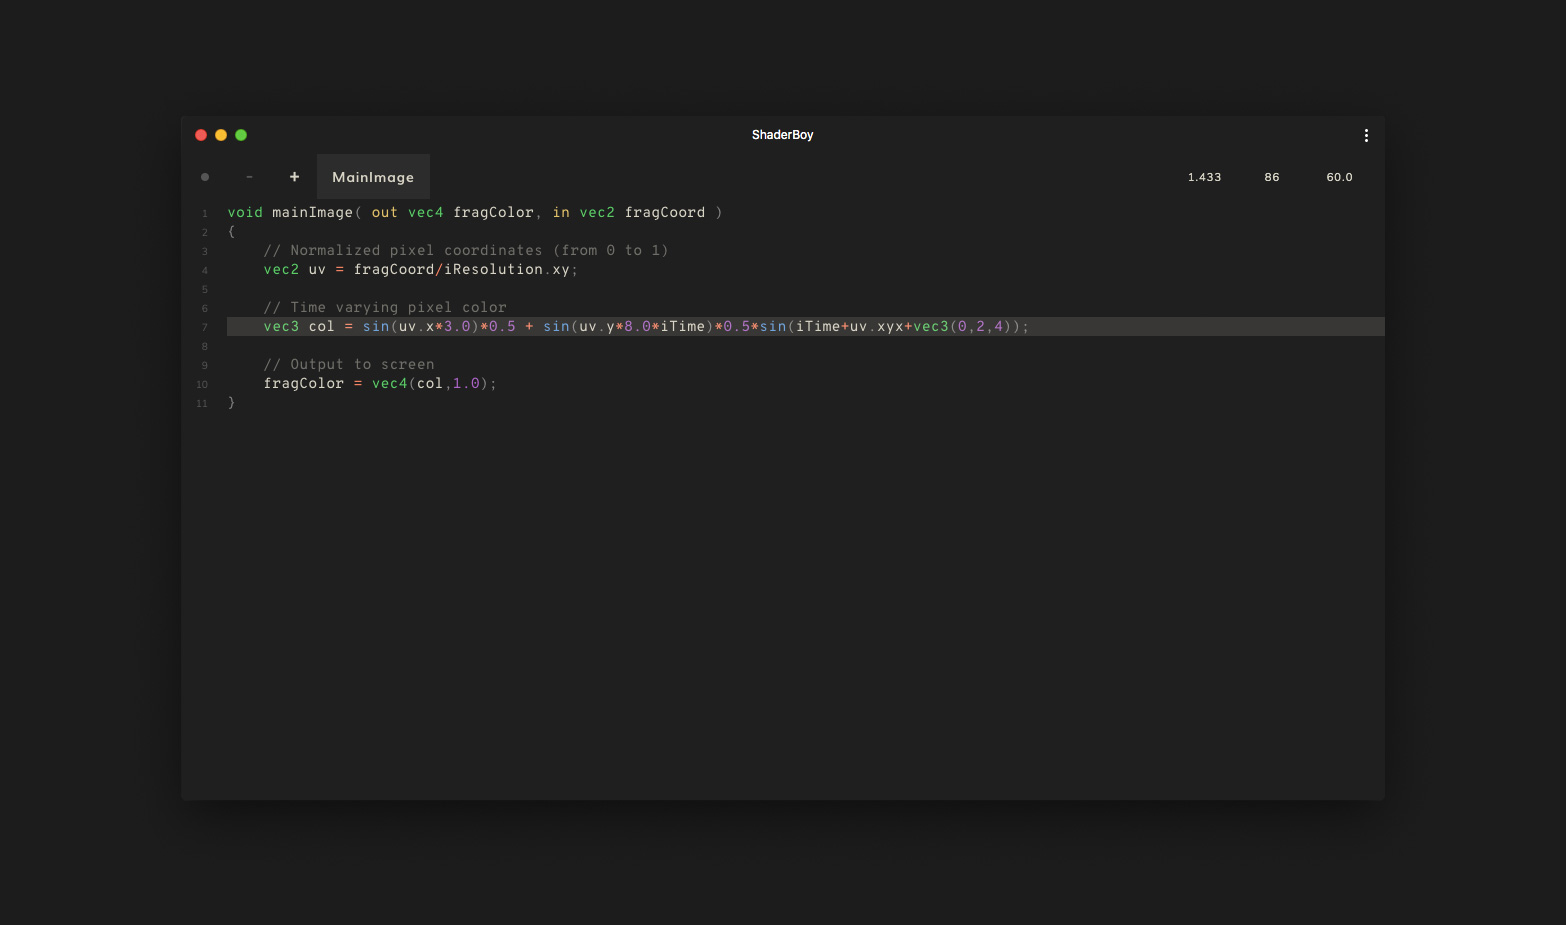 ShaderBoy
- + MainImage 1.433 86 60.0
1 void mainImage( out vec4 fragColor, in vec2 fragCoord )
2 {
3 // Normalized pixel coordinates (from 0 to 1)
4 vec2 uv = fragCoord/iResolution.xy;
5
6 // Time varying pixel color
7 vec3 col = sin(uv.x*3.0)*0.5 + sin(uv.y*8.0*iTime)*0.5*sin(iTime+uv.xyx+vec3(0,2,4));
8
9 // Output to screen
10 fragColor = vec4(col,1.0);
11 }